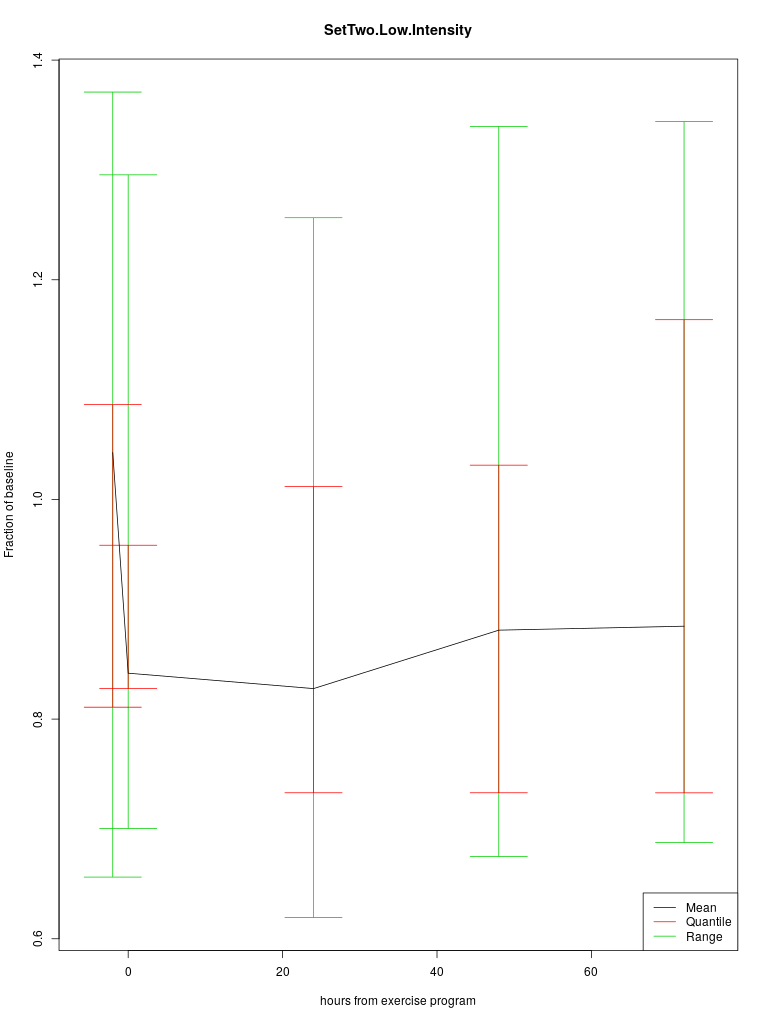 SetTwo.Low.Intensity
Fraction of baseline
1.4
1.2
1.0
0.8
0.6
0 20 40 60
hours from exercise program
Mean
Quantile
Range